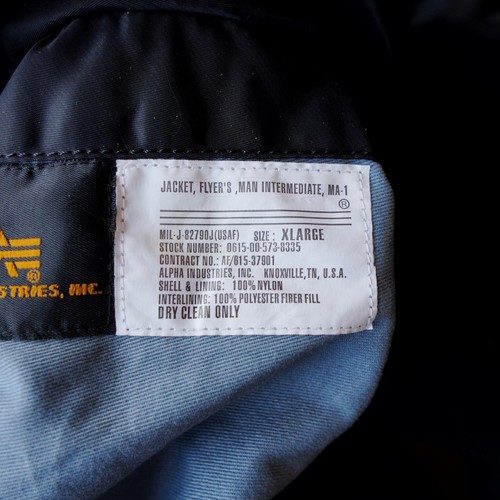 JACKET, FLYER'S ,MAN INTERMEDIATE, MA-1
®
MIL-J-82790J(USAF) SIZE: XLARGE
STOCK NUMBER: 0615-00-573-8335
CONTRACT NO.: AF/615-37901
ALPHA INDUSTRIES, INC. KNOXVILLE,TN, U.S.A.
SHELL & LINING: 100% NYLON
INTERLINING: 100% POLYESTER FIBER FILL
DRY CLEAN ONLY
®
STRIES, INC.